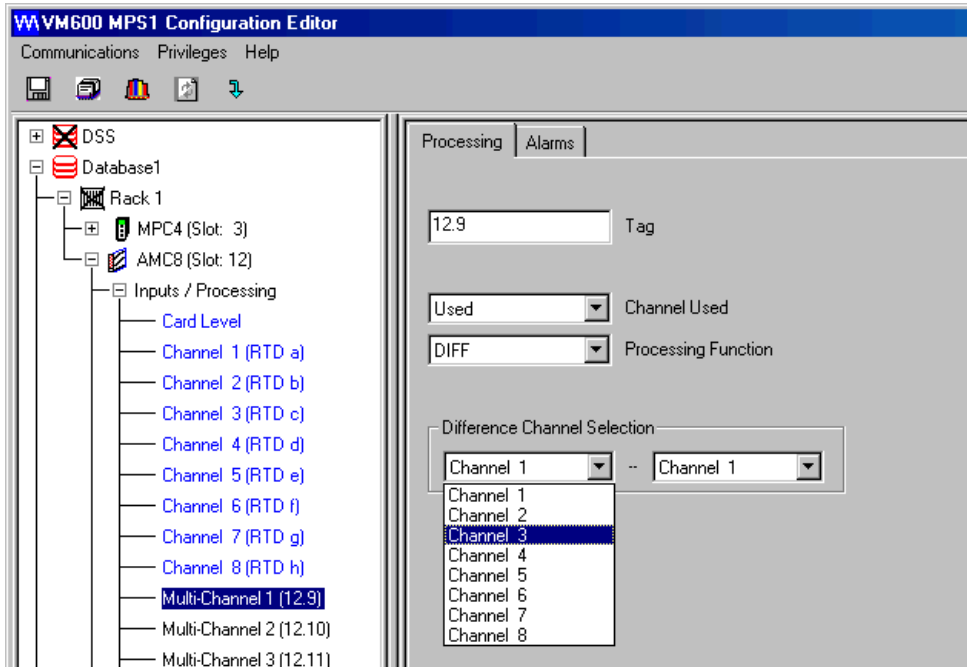 VM600 MPS1 Configuration Editor
Communications Privileges Help
DSS
Database1
Rack 1
MPC4 (Slot: 3)
AMC8 (Slot: 12)
Inputs / Processing
Card Level
Channel 1 (RTD a)
Channel 2 (RTD b)
Channel 3 (RTD c)
Channel 4 (RTD d)
Channel 5 (RTD e)
Channel 6 (RTD f)
Channel 7 (RTD g)
Channel 8 (RTD h)
Multi-Channel 1 (12.9)
Multi-Channel 2 (12.10)
Multi-Channel 3 (12.11)
Processing Alarms
12.9 Tag
Used Channel Used
DIFF Processing Function
Difference Channel Selection
Channel 1 -- Channel 1
Channel 1
Channel 2
Channel 3
Channel 4
Channel 5
Channel 6
Channel 7
Channel 8